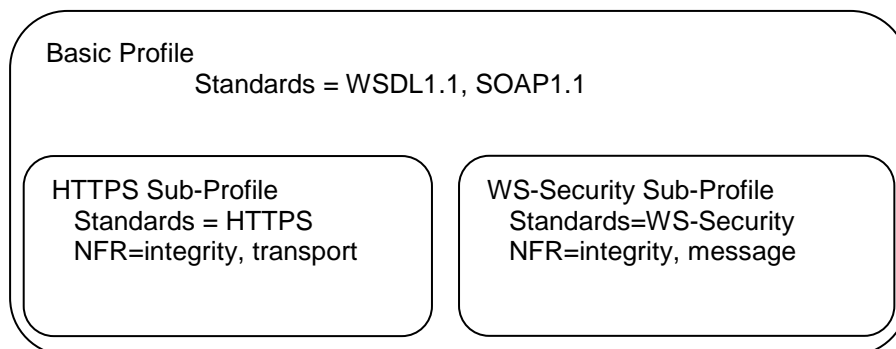 Basic Profile
Standards = WSDL1.1, SOAP1.1
HTTPS Sub-Profile
Standards = HTTPS
NFR=integrity, transport
WS-Security Sub-Profile
Standards=WS-Security
NFR=integrity, message